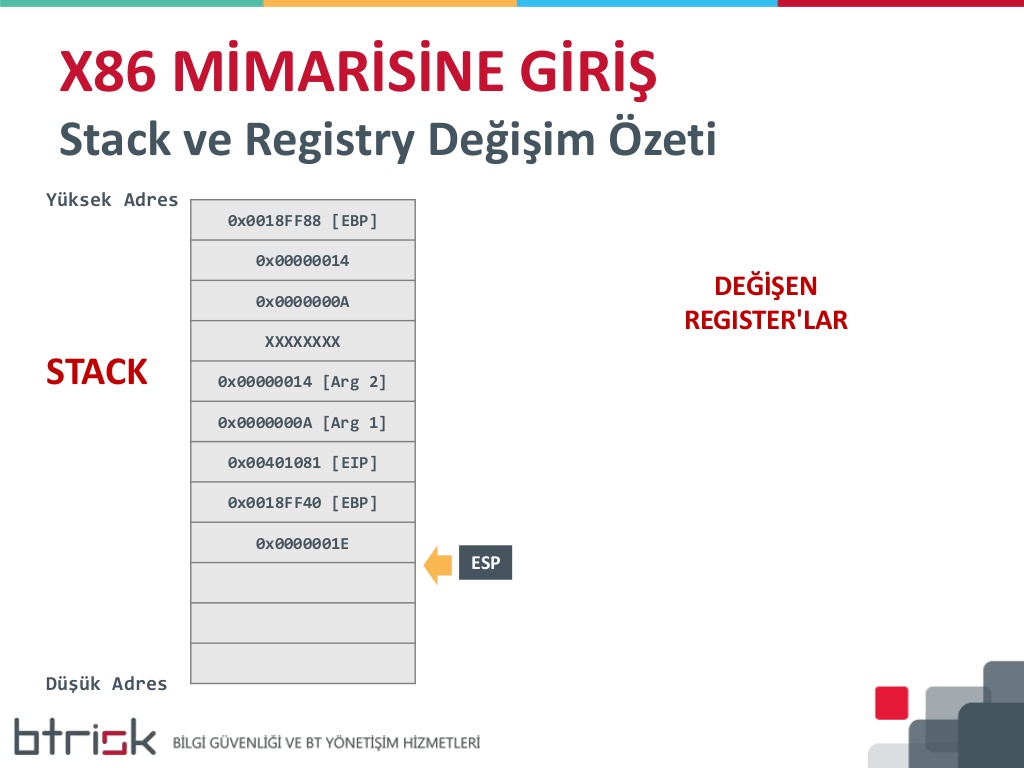 X86 MİMARİSİNE GİRİŞ
Stack ve Registry Değişim Özeti
Yüksek Adres
0x0018FF88 [EBP]
0x00000014
0x0000000A
XXXXXXXX
0x00000014 [Arg 2]
0x0000000A [Arg 1]
0x00401081 [EIP]
0x0018FF40 [EBP]
0x0000001E
STACK
ESP
Düşük Adres
DEĞİŞEN
REGISTER'LAR
btrisk
BİLGİ GÜVENLİĞİ VE BT YÖNETİŞİM HİZMETLERİ